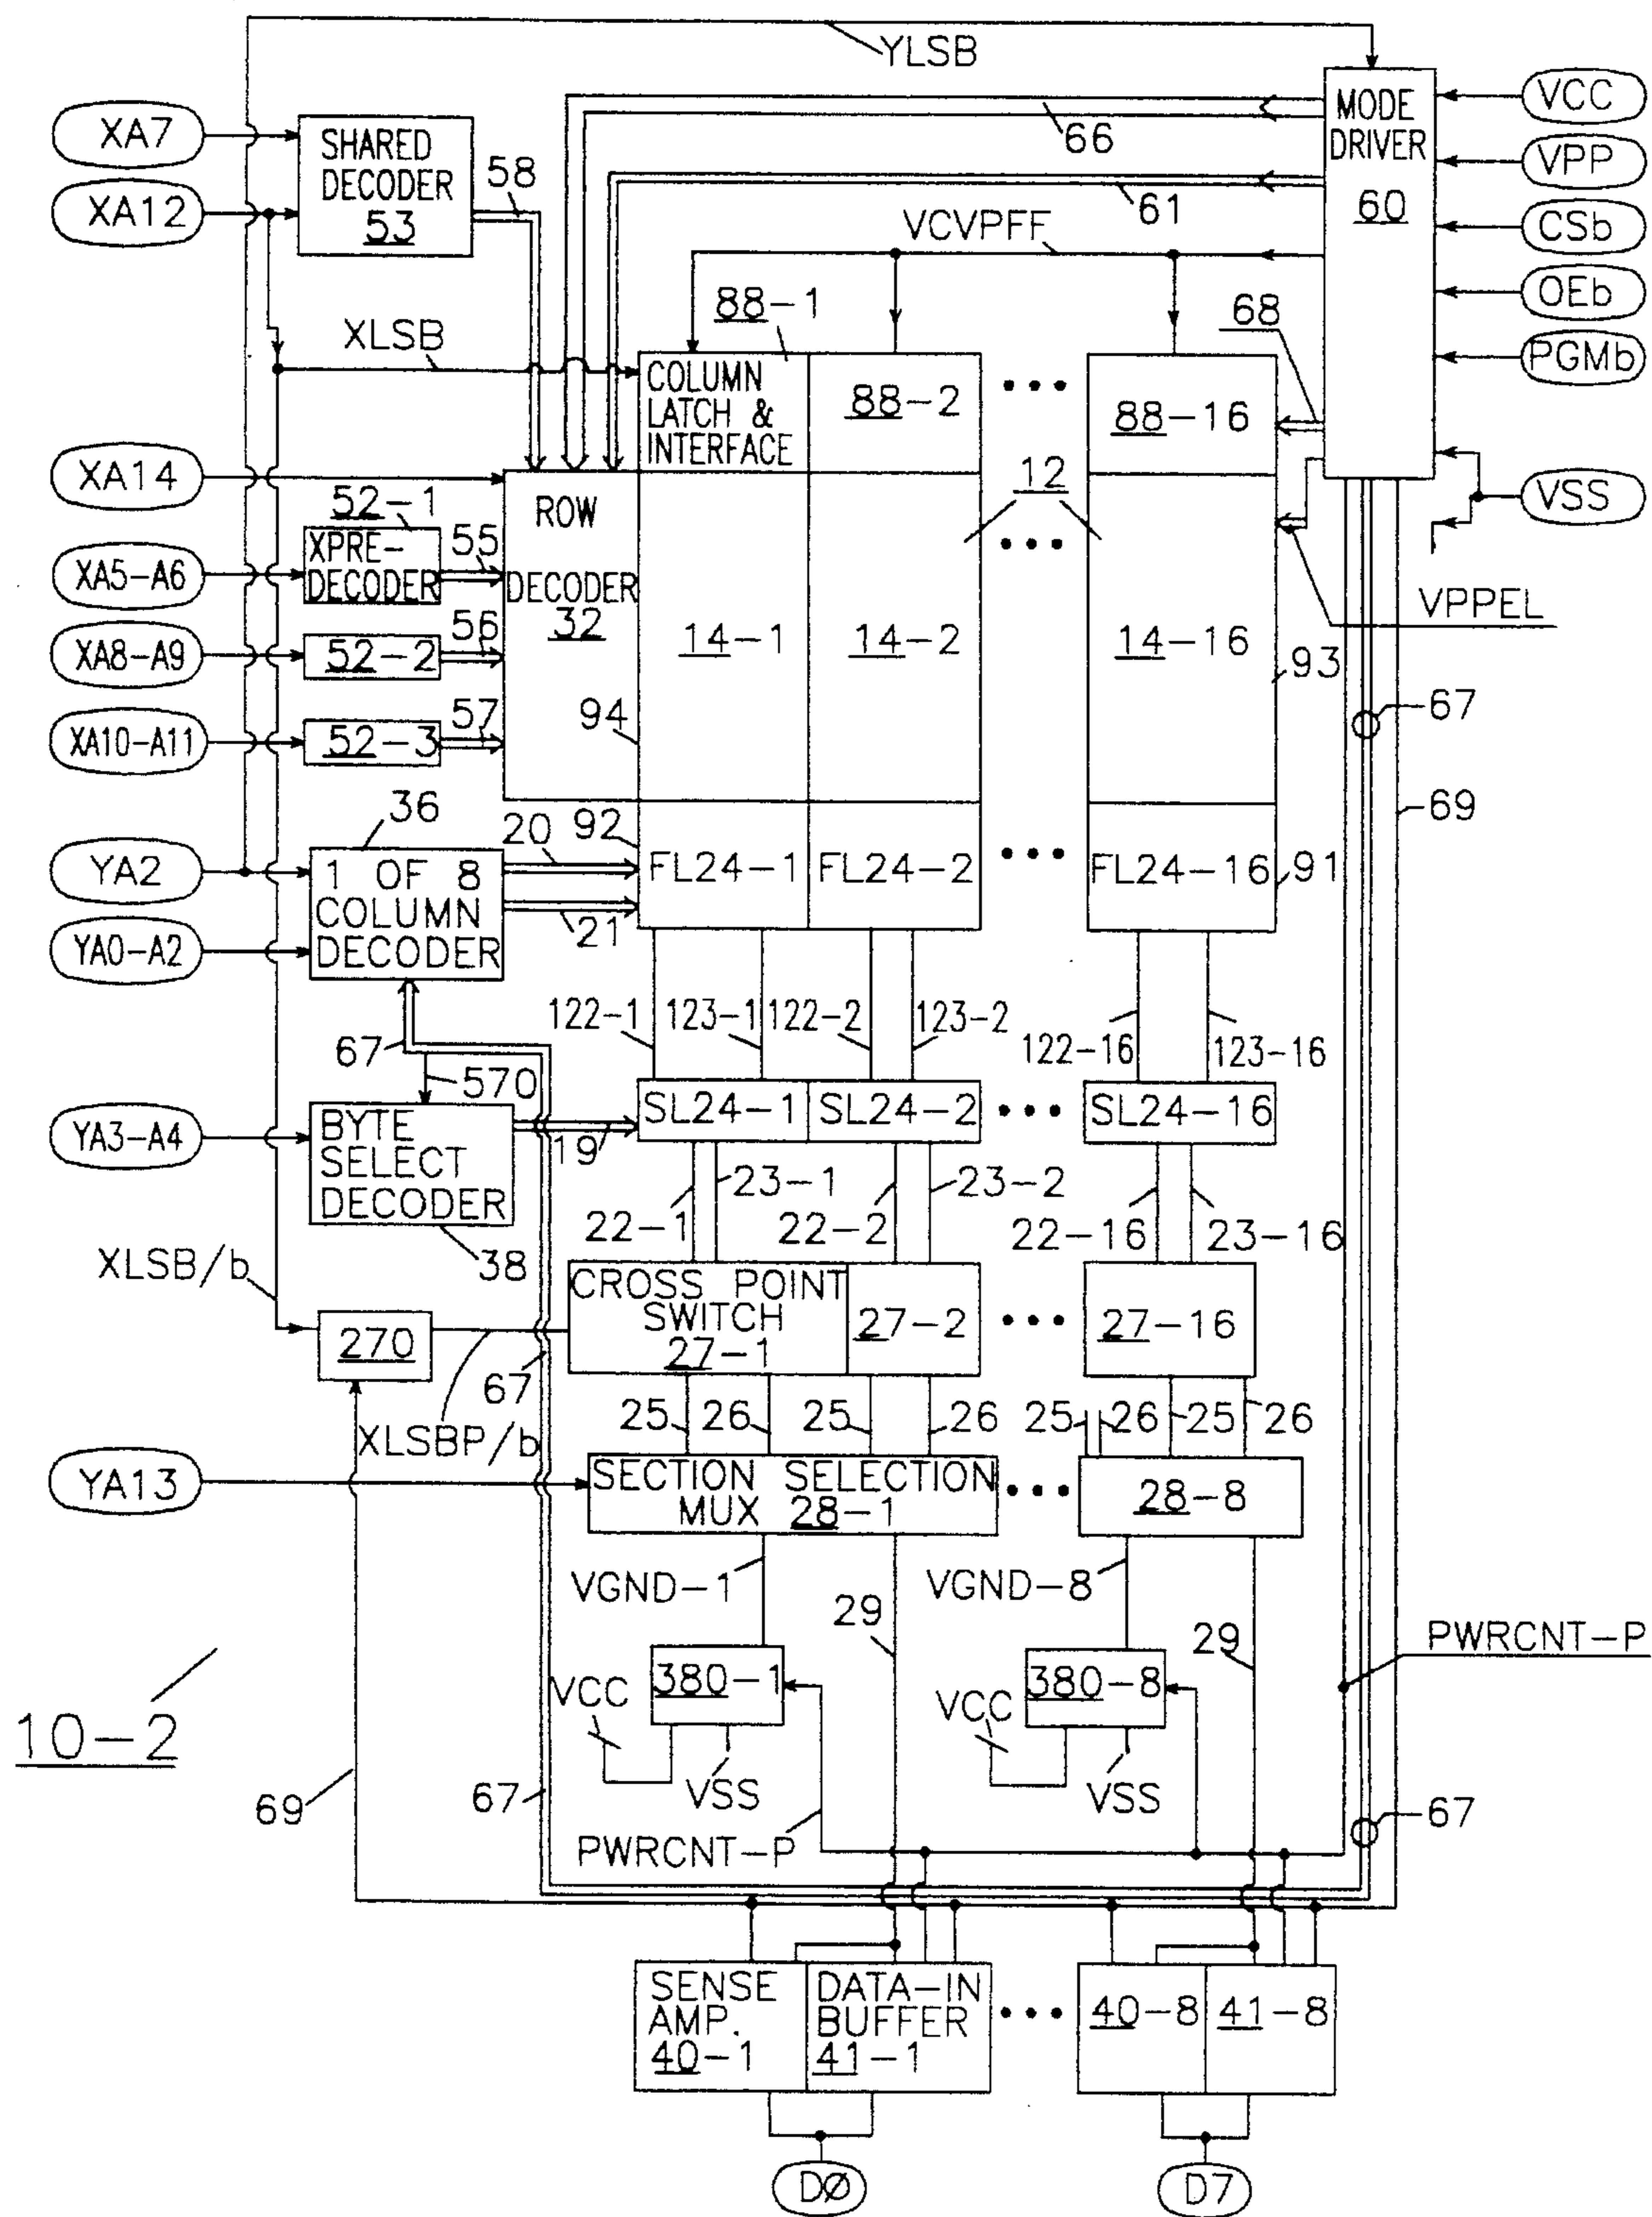 YLSB
XA7
XA12
SHARED
DECODER
53
58
66
61
MODE
DRIVER
60
VCC
VPP
CSb
OEb
PGMb
VSS
VCVPFF
68
XLSB
88-1
COLUMN
LATCH &
INTERFACE
88-2
88-16
12
XA14
52-1
XPRE-
DECODER
55
XA5-A6
ROW
DECODER
32
XA8-A9
52-2
56
XA10-A11
52-3
57
14-1
14-2
14-16
VPPEL
94
93
67
69
36
20
92
YA2
YA0-A2
1 OF 8
COLUMN
DECODER
21
FL24-1
FL24-2
FL24-16
91
122-1
123-1
122-2
123-2
122-16
123-16
67
570
YA3-A4
BYTE
SELECT
DECODER
38
19
SL24-1
SL24-2
SL24-16
22-1
23-1
22-2
23-2
22-16
23-16
XLSB/b
270
CROSS POINT
SWITCH
27-1
27-2
27-16
67
XLSBP/b
25
26
25
26
25
26
25
26
YA13
SECTION SELECTION
MUX 28-1
28-8
VGND-1
VGND-8
29
29
PWRCNT-P
380-1
380-8
VCC
VSS
VCC
VSS
10-2
69
67
PWRCNT-P
67
SENSE
AMP.
40-1
DATA-IN
BUFFER
41-1
40-8
41-8
DØ
D7